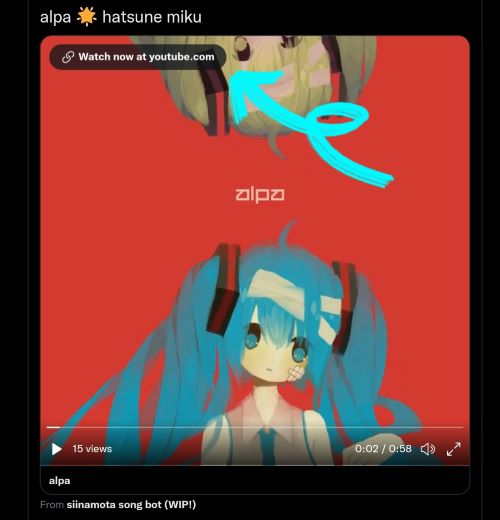 alpa 🌟 hatsune miku
Watch now at youtube.com
alpa
15 views
0:02 / 0:58
alpa
From siinamota song bot (WIP!)